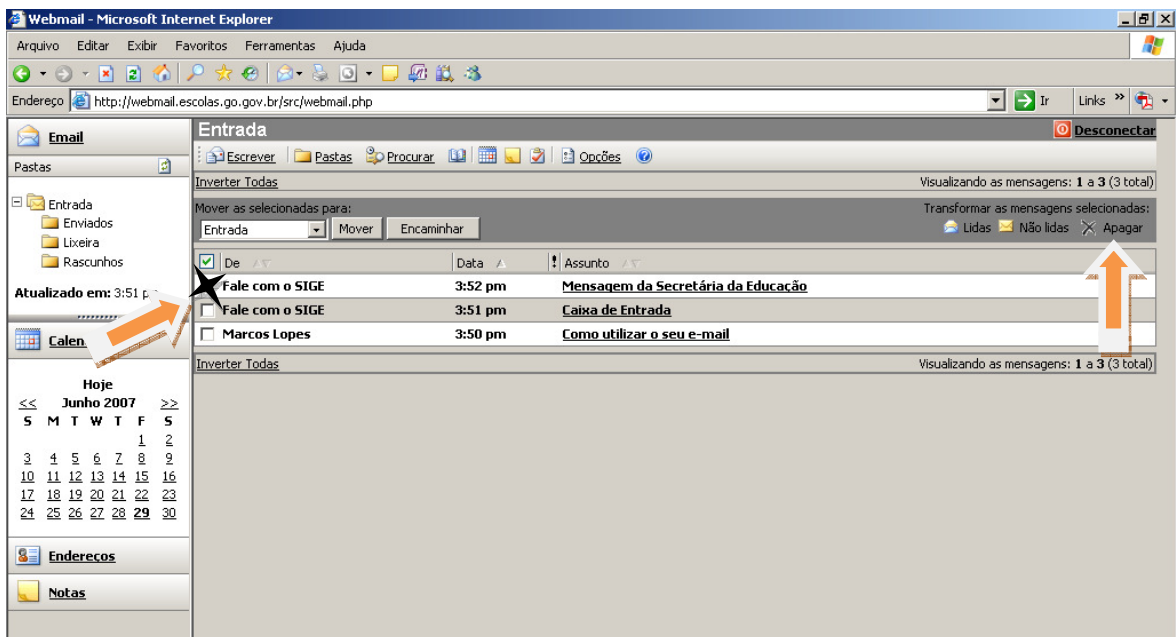 Webmail - Microsoft Internet Explorer
Arquivo Editar Exibir Favoritos Ferramentas Ajuda
Endereço http://webmail.escolas.go.gov.br/src/webmail.php Ir Links »
Email
Pastas
Entrada
Enviados
Lixeira
Rascunhos
Atualizado em: 3:51
Calen
Hoje
<< Junho 2007 >>
S M T W T F S
1 2
3 4 5 6 7 8 9
10 11 12 13 14 15 16
17 18 19 20 21 22 23
24 25 26 27 28 29 30
Endereços
Notas
Entrada Desconectar
Escrever Pastas Procurar Opções
Inverter Todas Visualizando as mensagens: 1 a 3 (3 total)
Mover as selecionadas para: Transformar as mensagens selecionadas:
Entrada Mover Encaminhar Lidas Não lidas Apagar
De Data ! Assunto
Fale com o SIGE 3:52 pm Mensagem da Secretária da Educação
Fale com o SIGE 3:51 pm Caixa de Entrada
Marcos Lopes 3:50 pm Como utilizar o seu e-mail
Inverter Todas Visualizando as mensagens: 1 a 3 (3 total)